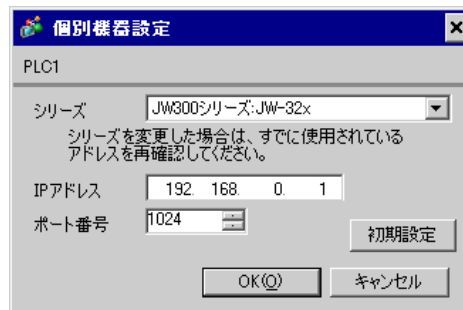 個別機器設定
PLC1
シリーズ JW300シリーズ:JW-32x
シリーズを変更した場合は、すでに使用されている
アドレスを再確認してください。
IPアドレス 192. 168. 0. 1
ポート番号 1024
初期設定
OK(O) キャンセル